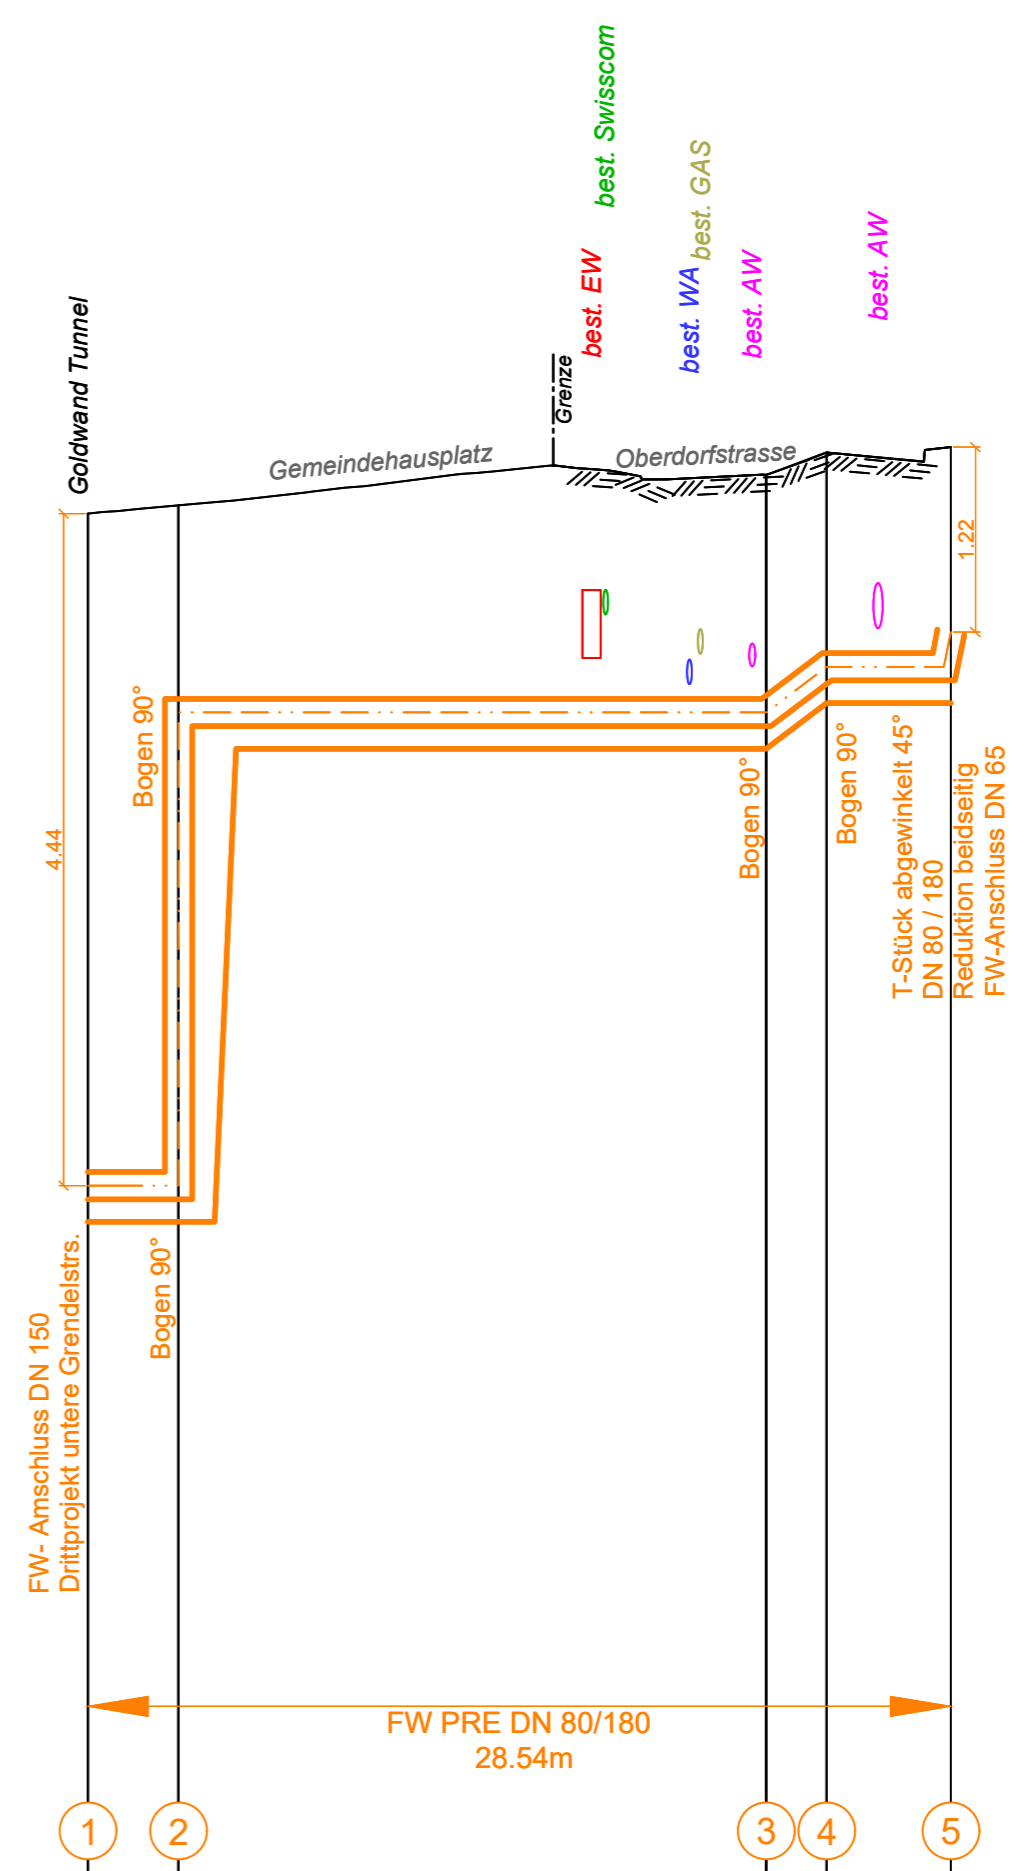 best. Swisscom
best. GAS
best. AW
best. EW
best. WA
best. AW
Goldwand Tunnel
Grenze
Gemeindehausplatz
Oberdorfstrasse
1.22
4.44
Bogen 90°
Bogen 90°
Bogen 90°
Bogen 90°
T-Stück abgewinkelt 45°
DN 80 / 180
Reduktion beidseitig
FW-Anschluss DN 65
FW- Amschluss DN 150
Drittprojekt untere Grendelstrs.
FW PRE DN 80/180
28.54m
1
2
3
4
5